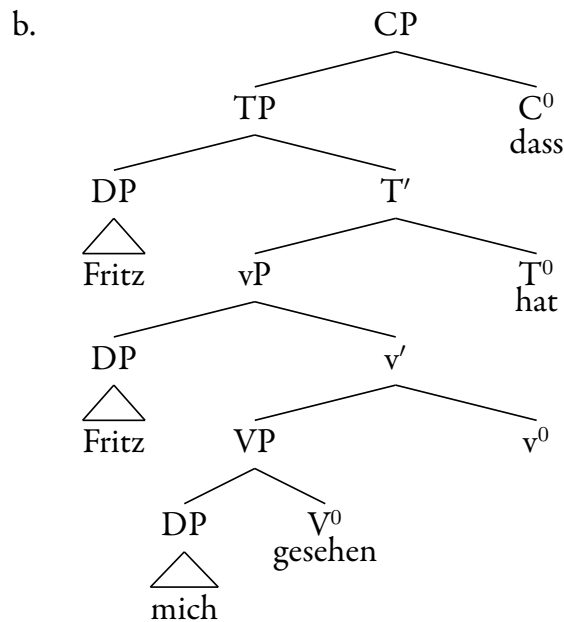 b.
CP
TP C⁰
dass
DP T′
Fritz vP T⁰
hat
DP v′
Fritz VP v⁰
DP V⁰
gesehen
mich